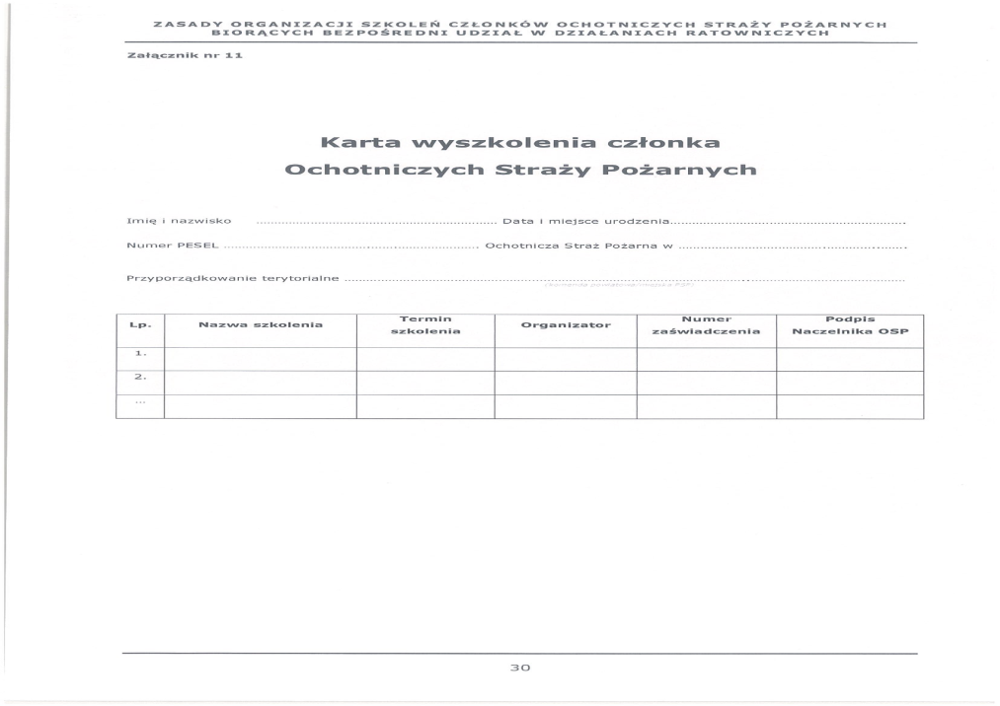 ZASADY ORGANIZACJI SZKOLEŃ CZŁONKÓW OCHOTNICZYCH STRAŻY POŻARNYCH
BIORĄCYCH BEZPOŚREDNI UDZIAŁ W DZIAŁANIACH RATOWNICZYCH
Załącznik nr 11
Karta wyszkolenia członka
Ochotniczych Straży Pożarnych
Imię i nazwisko .................................................. Data i miejsce urodzenia..................................................
Numer PESEL .................................................. Ochotnicza Straż Pożarna w ..................................................
Przyporządkowanie terytorialne ....................................................................................................
(komenda powiatowa/miejska PSP)
Lp. Nazwa szkolenia Termin szkolenia Organizator Numer zaświadczenia Podpis Naczelnika OSP
1.
2.
...
30